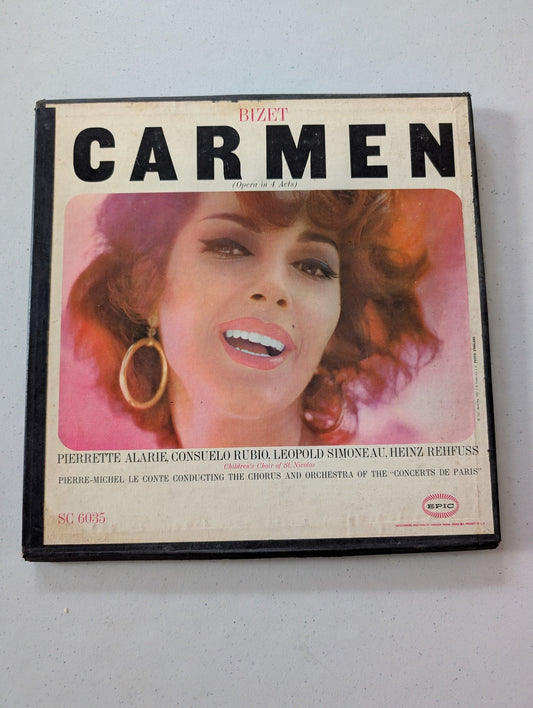 BIZET
CARMEN
(Opera in 4 Acts)
PIERRETTE ALARIE, CONSUELO RUBIO, LEOPOLD SIMONEAU, HEINZ REHFUSS
Children's Choir of St. Nicolas
PIERRE-MICHEL LE CONTE CONDUCTING THE CHORUS AND ORCHESTRA OF THE "CONCERTS DE PARIS"
SC 6035
EPIC